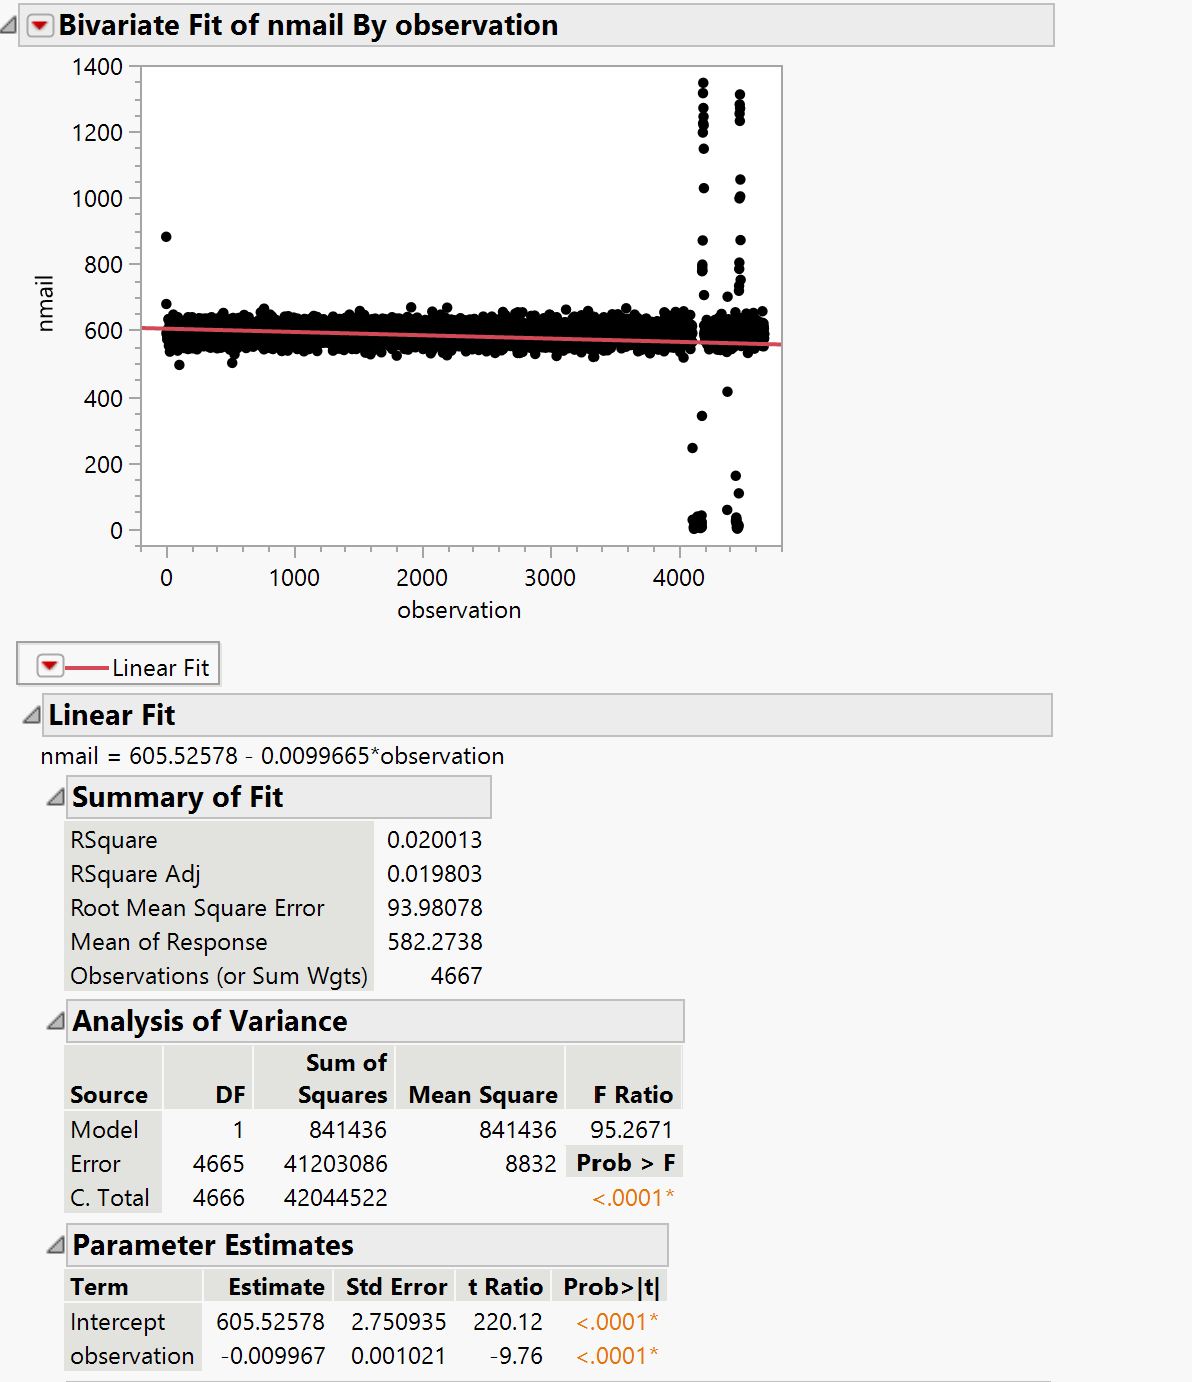 Bivariate Fit of nmail By observation
1400
1200
1000
800
600
400
200
0
nmail
0 1000 2000 3000 4000
observation
Linear Fit
Linear Fit
nmail = 605.52578 - 0.0099665*observation
Summary of Fit
RSquare 0.020013
RSquare Adj 0.019803
Root Mean Square Error 93.98078
Mean of Response 582.2738
Observations (or Sum Wgts) 4667
Analysis of Variance
Sum of
Source DF Squares Mean Square F Ratio
Model 1 841436 841436 95.2671
Error 4665 41203086 8832 Prob > F
C. Total 4666 42044522 <.0001*
Parameter Estimates
Term Estimate Std Error t Ratio Prob>|t|
Intercept 605.52578 2.750935 220.12 <.0001*
observation -0.009967 0.001021 -9.76 <.0001*